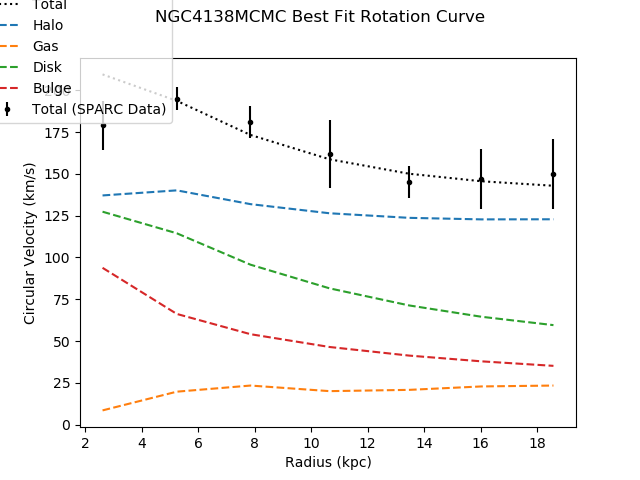 NGC4138MCMC Best Fit Rotation Curve
Total
Halo
Gas
Disk
Bulge
Total (SPARC Data)
200
175
150
125
100
75
50
25
0
Circular Velocity (km/s)
2 4 6 8 10 12 14 16 18
Radius (kpc)